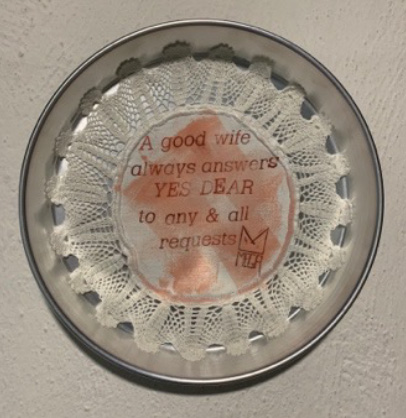 A good wife
always answers
YES DEAR
to any & all
requests